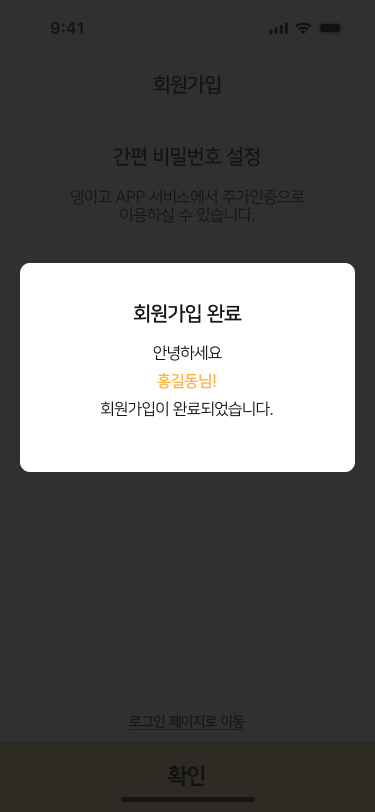 9:41
회원가입
간편 비밀번호 설정
댕이고 APP 서비스에서 추가인증으로
이용하실 수 있습니다.
회원가입 완료
안녕하세요
홍길동님!
회원가입이 완료되었습니다.
로그인 페이지로 이동
확인